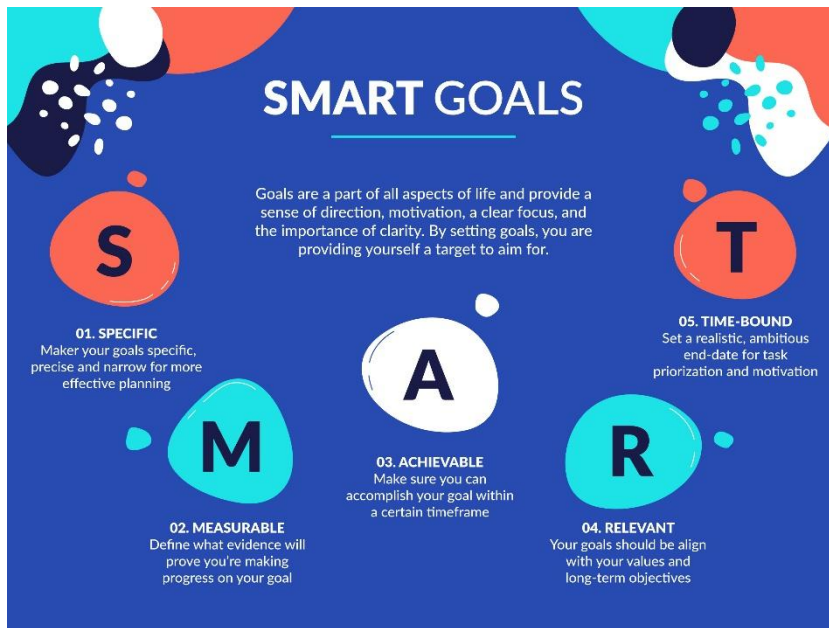 SMART GOALS
Goals are a part of all aspects of life and provide a
sense of direction, motivation, a clear focus, and
the importance of clarity. By setting goals, you are
providing yourself a target to aim for.
S
01. SPECIFIC
Maker your goals specific,
precise and narrow for more
effective planning
M
02. MEASURABLE
Define what evidence will
prove you're making
progress on your goal
A
03. ACHIEVABLE
Make sure you can
accomplish your goal within
a certain timeframe
R
04. RELEVANT
Your goals should be align
with your values and
long-term objectives
T
05. TIME-BOUND
Set a realistic, ambitious
end-date for task
priorization and motivation